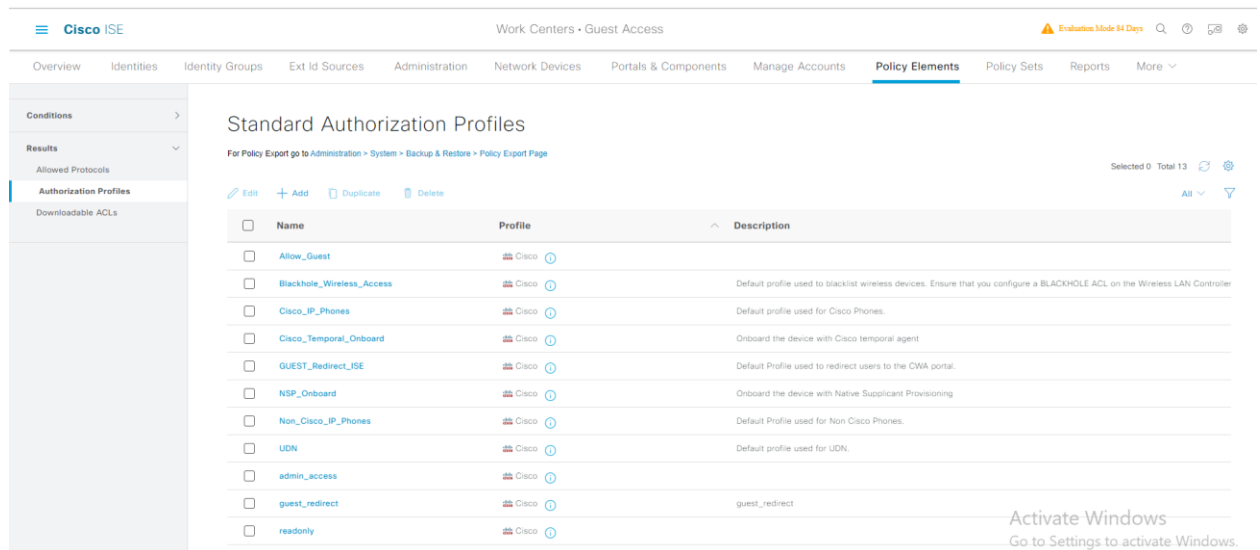 Cisco ISE
Work Centers · Guest Access
Evaluation Mode 84 Days
Overview Identities Identity Groups Ext Id Sources Administration Network Devices Portals & Components Manage Accounts Policy Elements Policy Sets Reports More
Conditions
Results
Allowed Protocols
Authorization Profiles
Downloadable ACLs
Standard Authorization Profiles
For Policy Export go to Administration > System > Backup & Restore > Policy Export Page
Selected 0 Total 13
Edit Add Duplicate Delete
All
Name Profile Description
Allow_Guest Cisco
Blackhole_Wireless_Access Cisco Default profile used to blacklist wireless devices. Ensure that you configure a BLACKHOLE ACL on the Wireless LAN Controller
Cisco_IP_Phones Cisco Default profile used for Cisco Phones.
Cisco_Temporal_Onboard Cisco Onboard the device with Cisco temporal agent
GUEST_Redirect_ISE Cisco Default Profile used to redirect users to the CWA portal.
NSP_Onboard Cisco Onboard the device with Native Supplicant Provisioning
Non_Cisco_IP_Phones Cisco Default Profile used for Non Cisco Phones.
UDN Cisco Default profile used for UDN.
admin_access Cisco
guest_redirect Cisco guest_redirect
readonly Cisco
Activate Windows
Go to Settings to activate Windows.